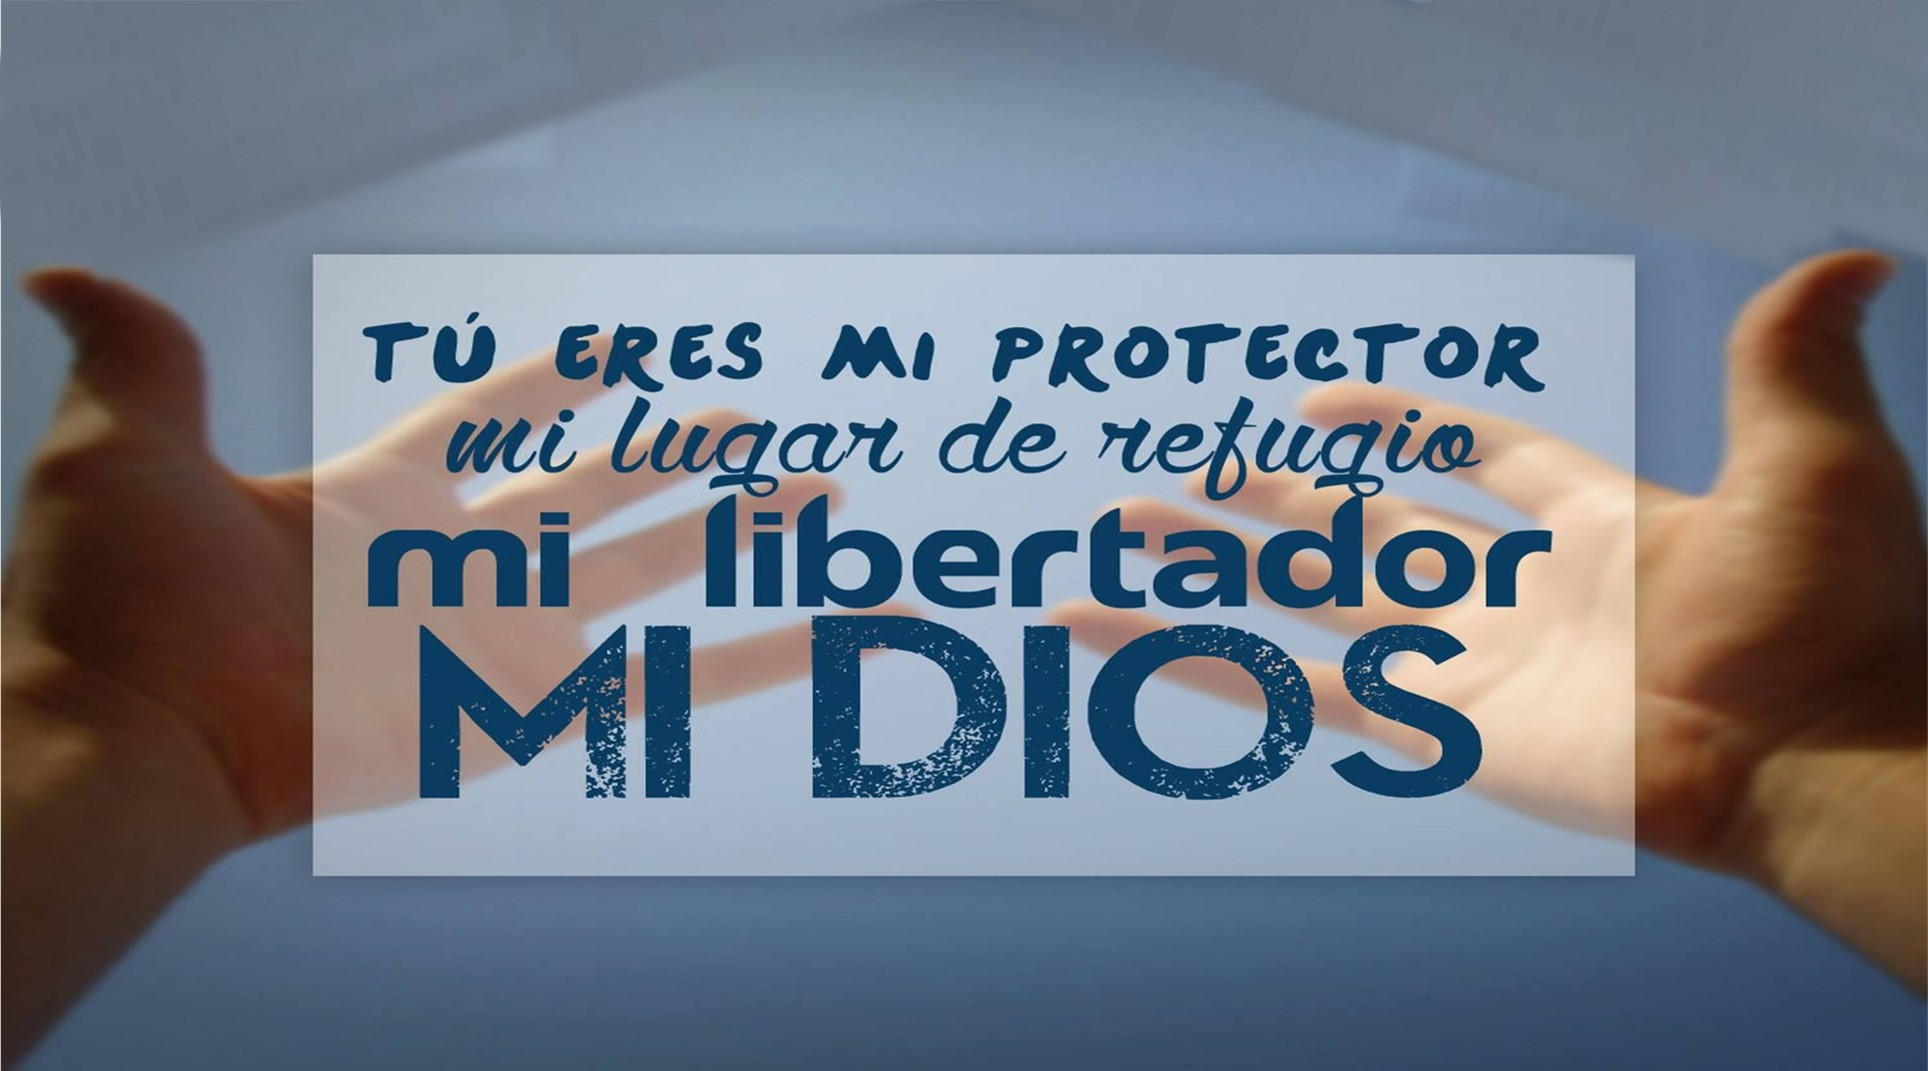 TÚ ERES MI PROTECTOR
mi lugar de refugio
mi libertador
MI DIOS